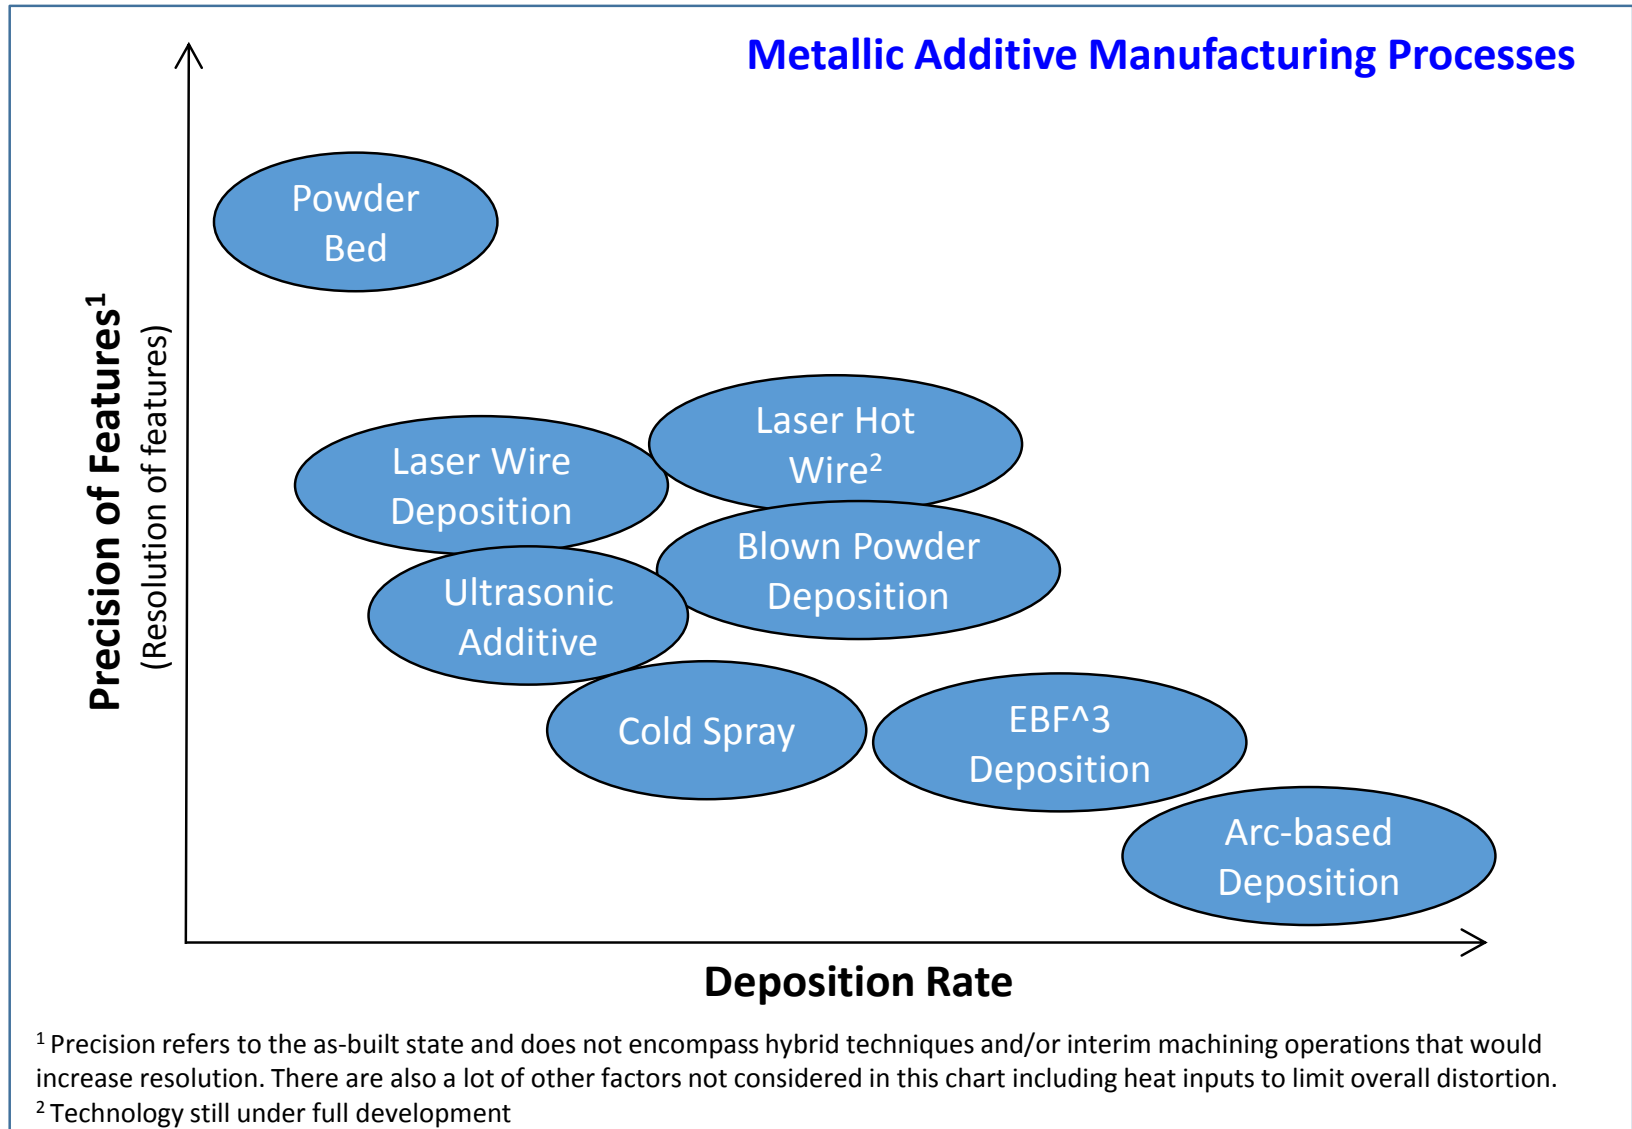 Metallic Additive Manufacturing Processes
Precision of Features¹
(Resolution of features)
Powder
Bed
Laser Wire
Deposition
Laser Hot
Wire²
Blown Powder
Deposition
Ultrasonic
Additive
Cold Spray
EBF^3
Deposition
Arc-based
Deposition
Deposition Rate
¹ Precision refers to the as-built state and does not encompass hybrid techniques and/or interim machining operations that would
increase resolution. There are also a lot of other factors not considered in this chart including heat inputs to limit overall distortion.
² Technology still under full development